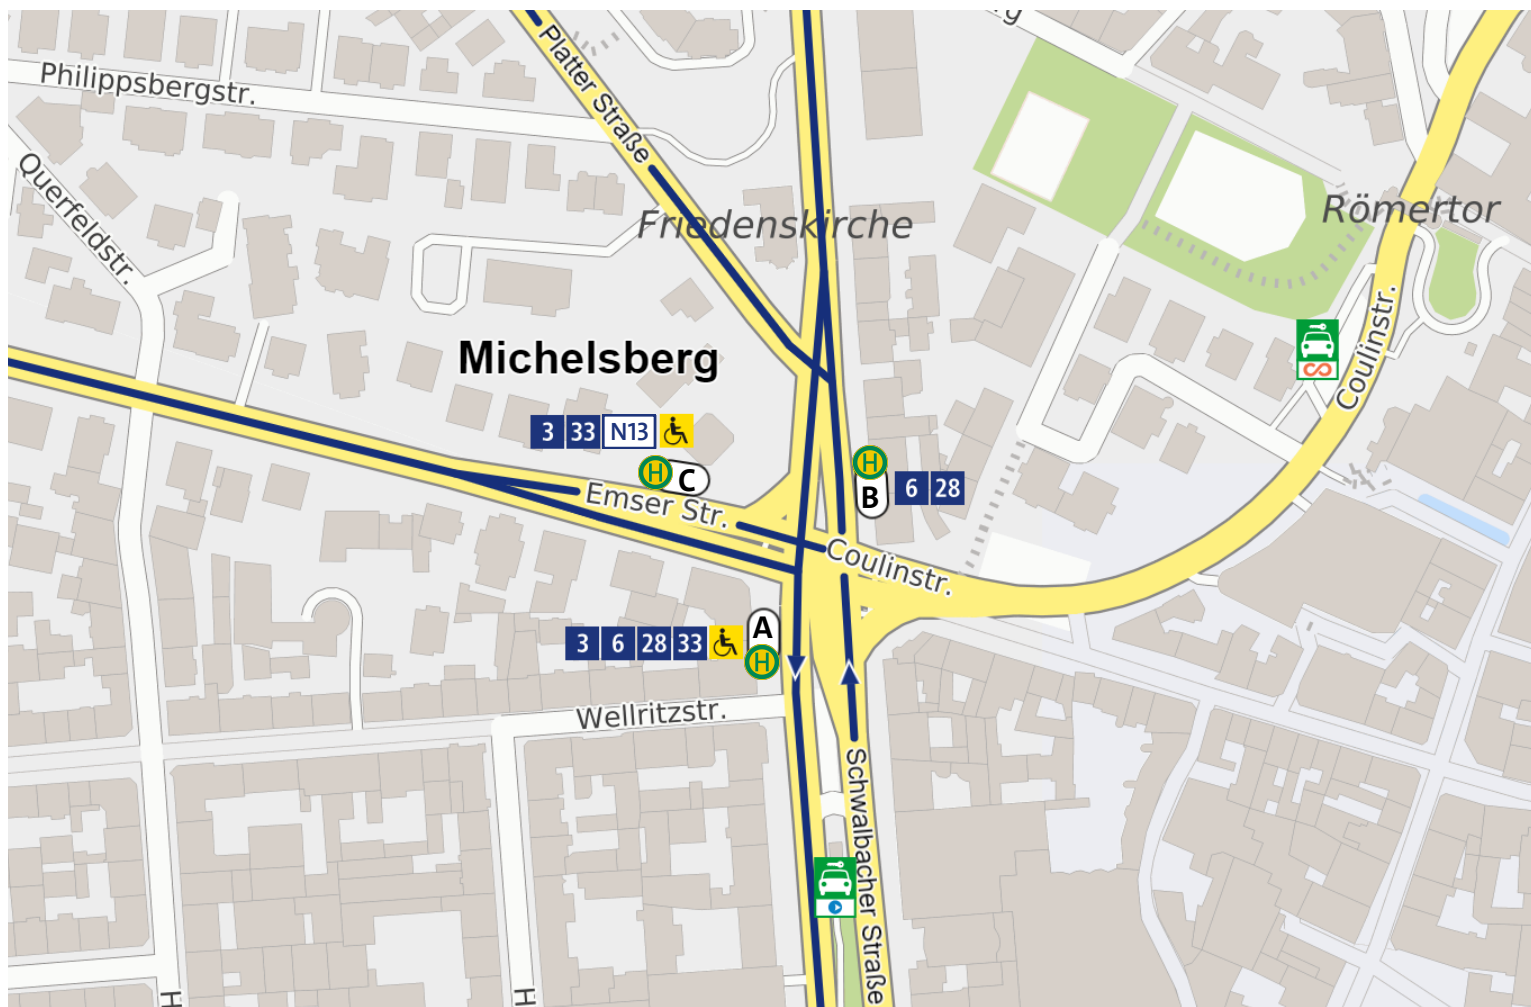 Platter Straße
Philippsbergstr.
Querfeldstr.
Friedenskirche
Römertor
Coulinstr.
Michelsberg
3 33 N13
H C
H
B
6 28
Emser Str.
Coulinstr.
3 6 28 33
A
H
Wellritzstr.
Schwalbacher Straße
H
H